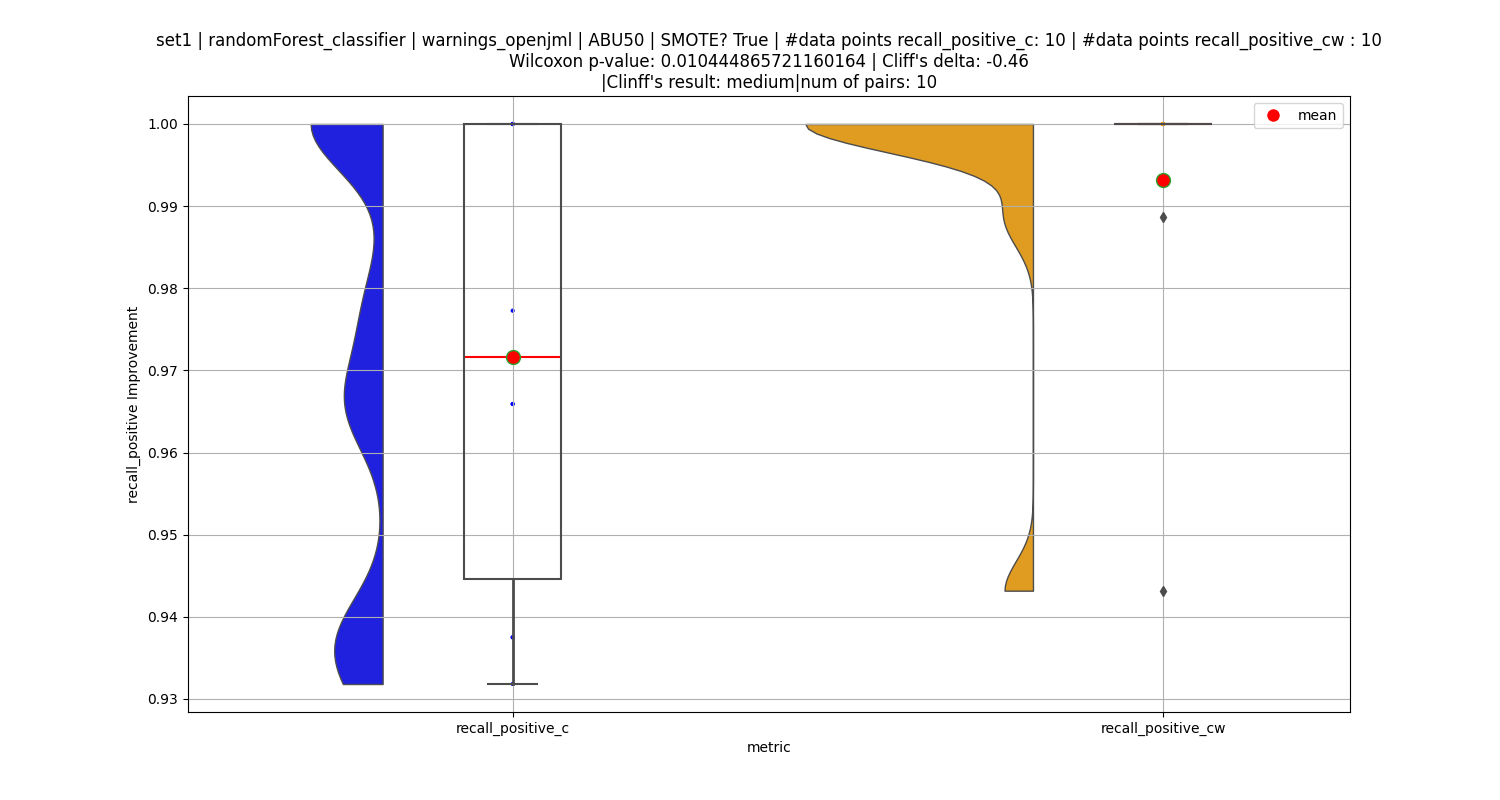 set1 | randomForest_classifier | warnings_openjml | ABU50 | SMOTE? True | #data points recall_positive_c: 10 | #data points recall_positive_cw : 10
Wilcoxon p-value: 0.010444865721160164 | Cliff's delta: -0.46
|Clinff's result: medium|num of pairs: 10
mean
1.00
0.99
0.98
0.97
0.96
0.95
0.94
0.93
recall_positive Improvement
recall_positive_c
recall_positive_cw
metric